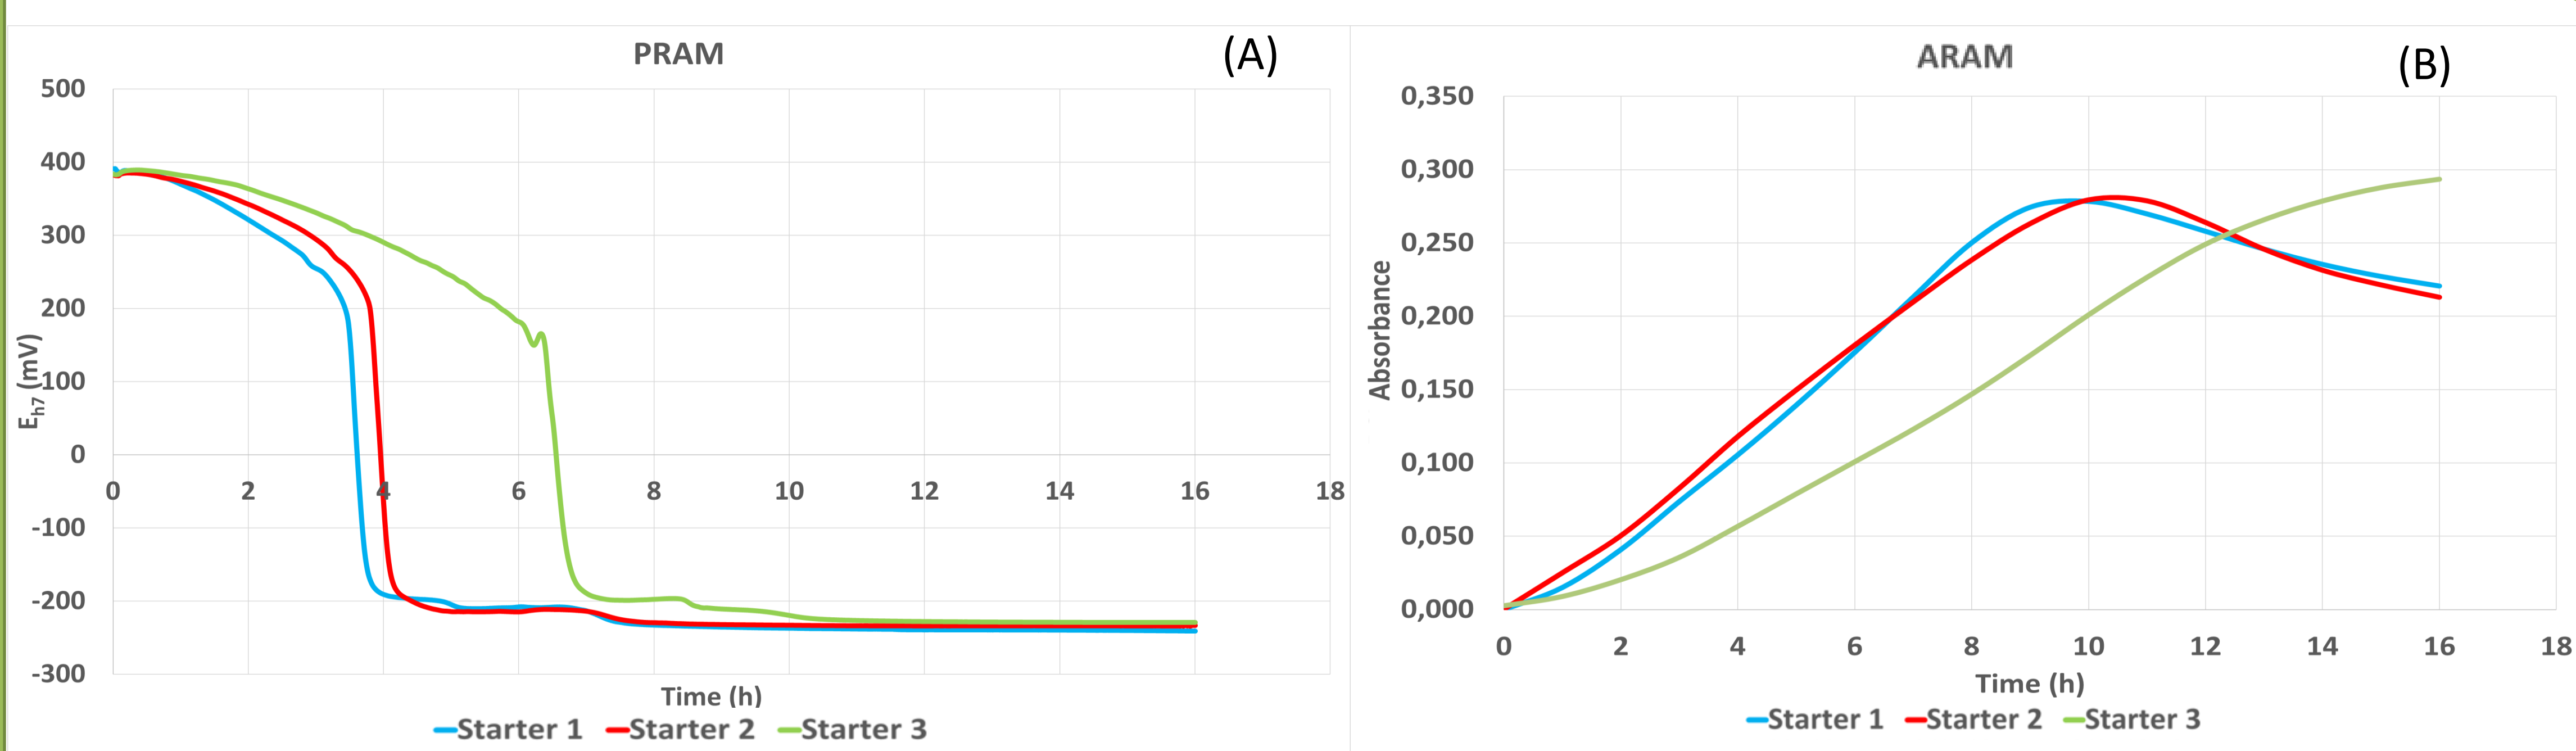 PRAM
(A)
500
400
300
200
100
0
-100
-200
-300
E_h7 (mV)
0 2 4 6 8 10 12 14 16 18
Time (h)
Starter 1 Starter 2 Starter 3
ARAM
(B)
0,350
0,300
0,250
0,200
0,150
0,100
0,050
0,000
Absorbance
0 2 4 6 8 10 12 14 16 18
Time (h)
Starter 1 Starter 2 Starter 3